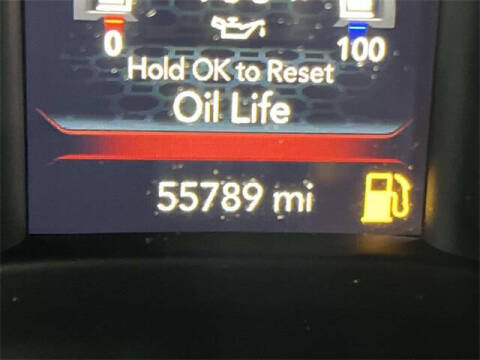 0 100
Hold OK to Reset
Oil Life
55789 mi